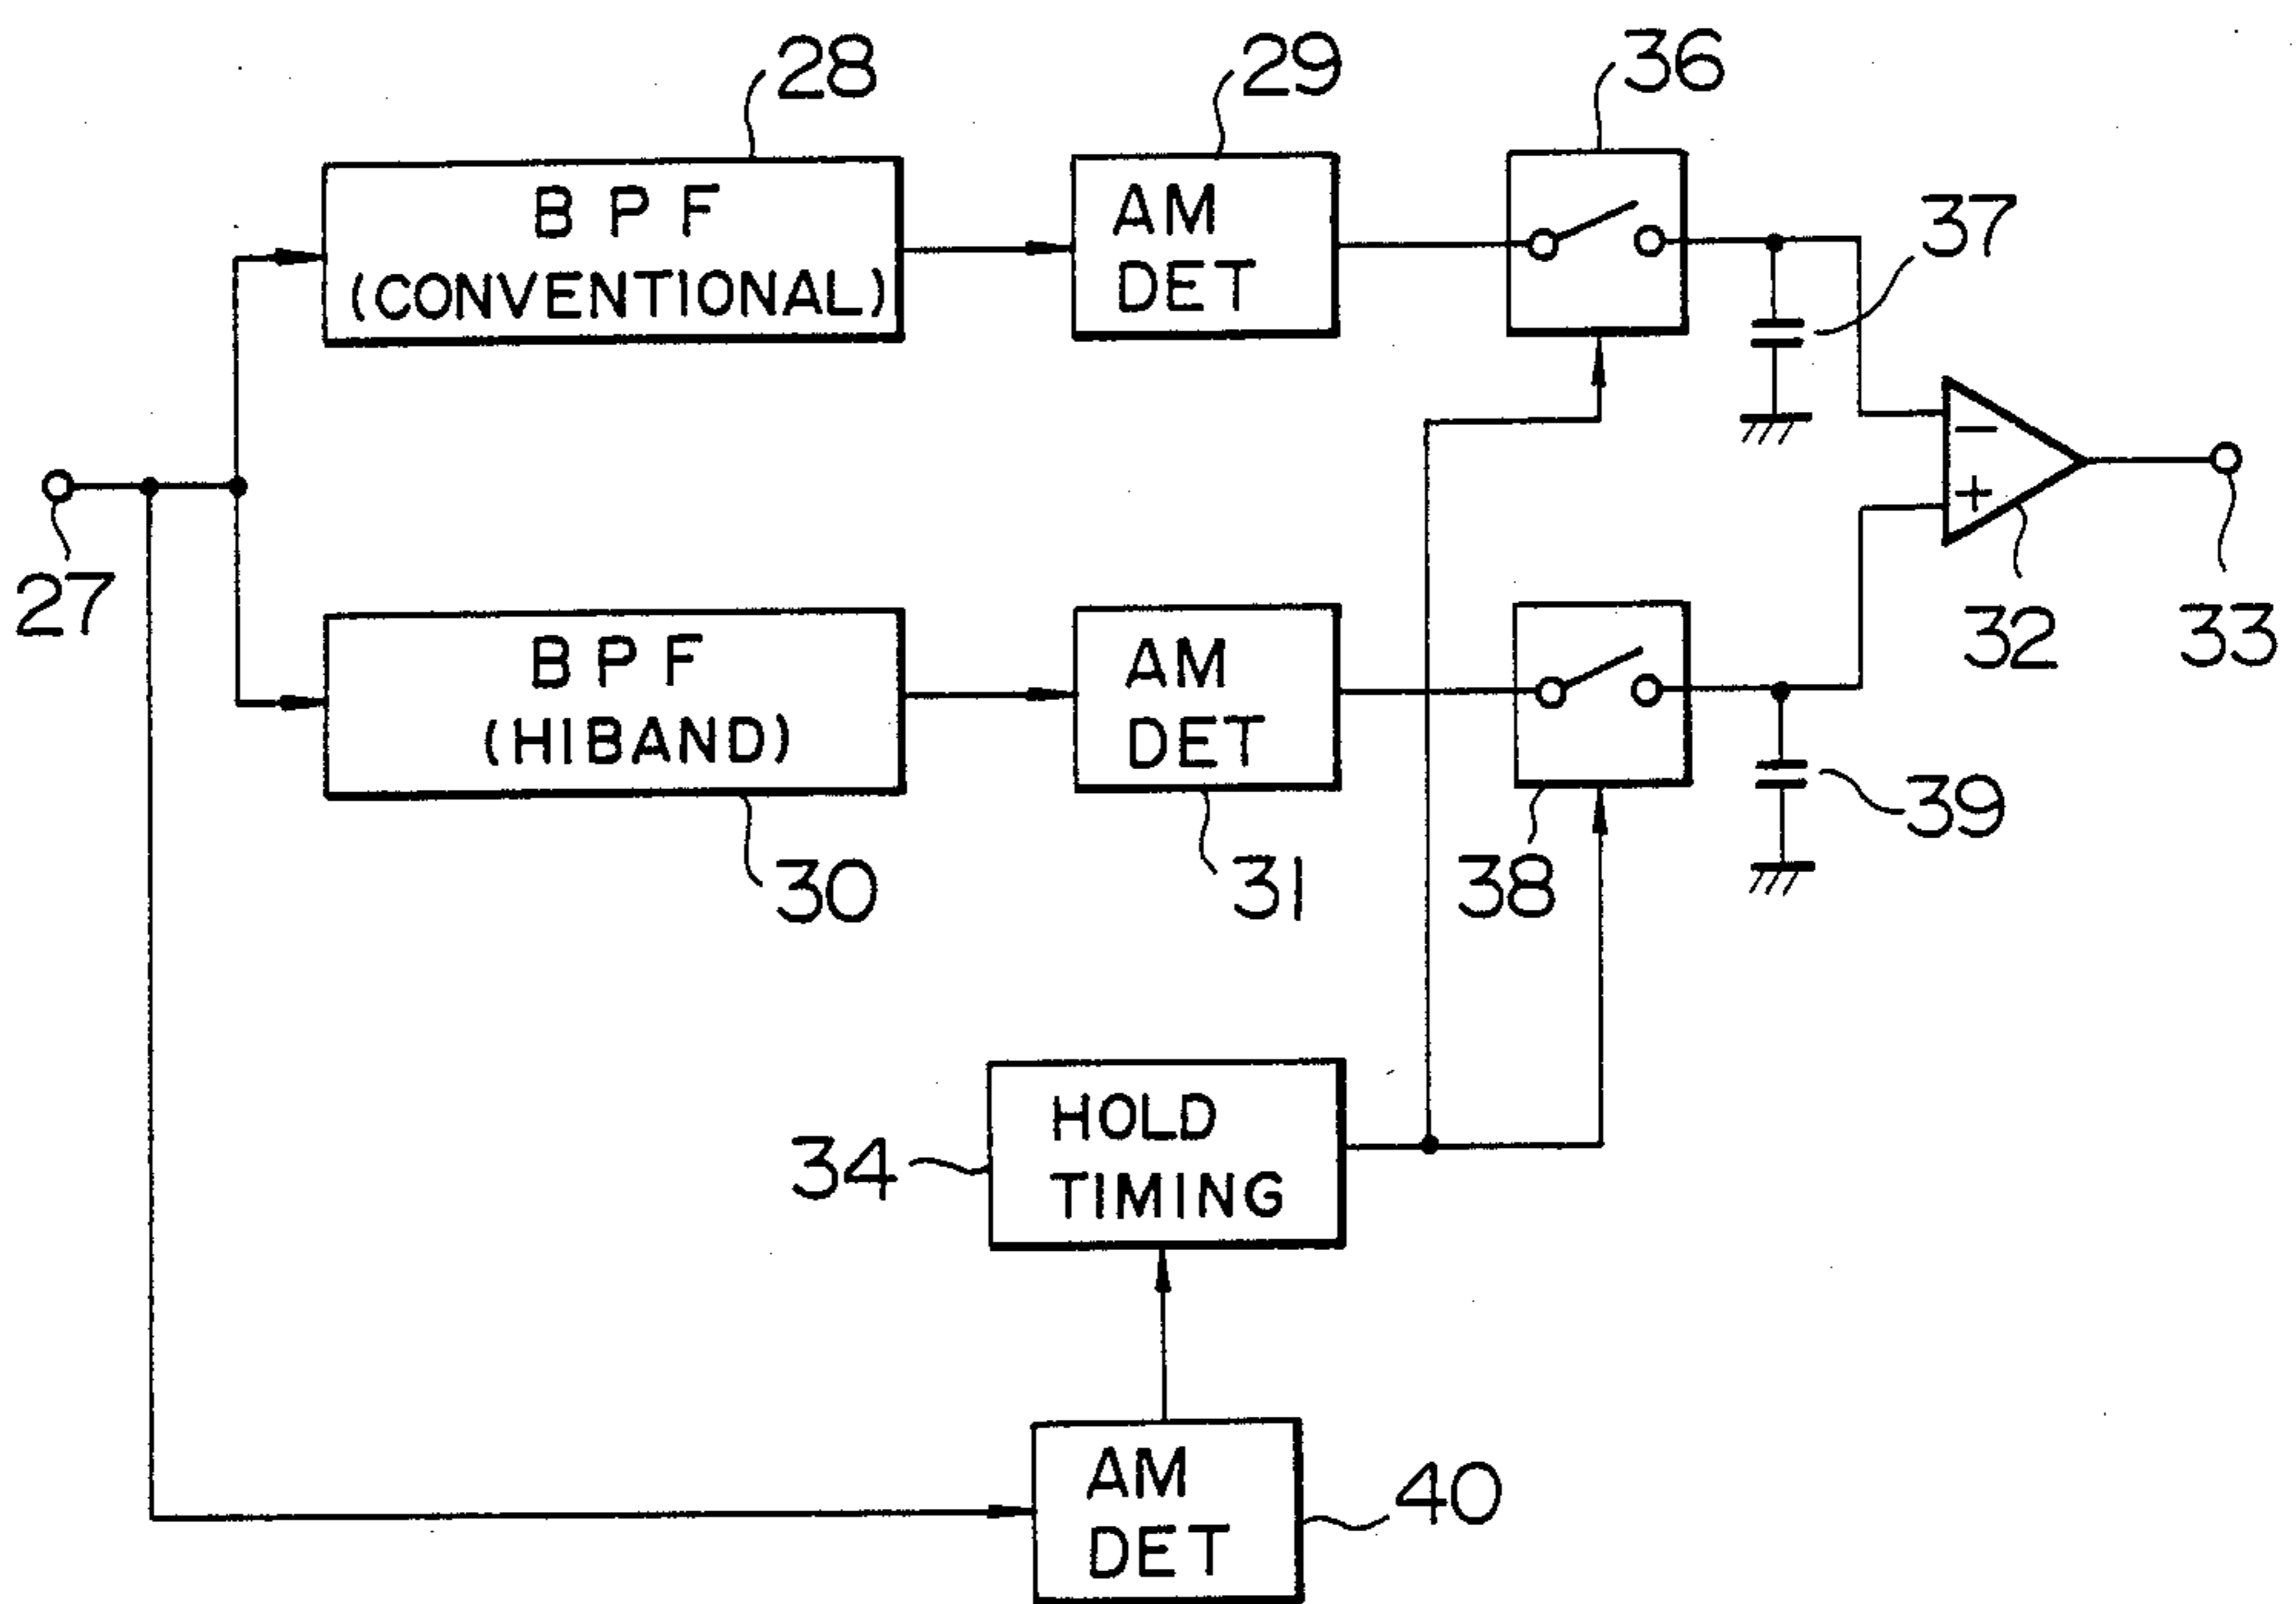 28
29
36
B P F
(CONVENTIONAL)
AM
DET
37
27
−
+
32
33
B P F
(HIBAND)
AM
DET
30
31
38
39
34
HOLD
TIMING
AM
DET
40